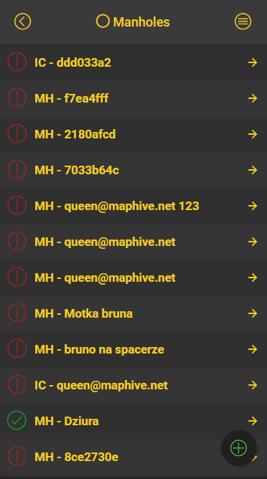 Manholes
IC - ddd033a2
MH - f7ea4fff
MH - 2180afcd
MH - 7033b64c
MH - queen@maphive.net 123
MH - queen@maphive.net
MH - queen@maphive.net
MH - Motka bruna
MH - bruno na spacerze
IC - queen@maphive.net
MH - Dziura
MH - 8ce2730e